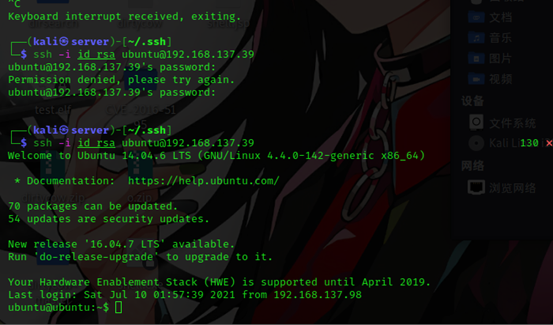 ^C
Keyboard interrupt received, exiting.
┌──(kali㉿server)-[~/.ssh]
└─$ ssh -i id_rsa ubuntu@192.168.137.39
ubuntu@192.168.137.39's password:
Permission denied, please try again.
ubuntu@192.168.137.39's password:
┌──(kali㉿server)-[~/.ssh]
└─$ ssh -i id_rsa ubuntu@192.168.137.39
130 ⨯
Welcome to Ubuntu 14.04.6 LTS (GNU/Linux 4.4.0-142-generic x86_64)
* Documentation:  https://help.ubuntu.com/
70 packages can be updated.
54 updates are security updates.
New release '16.04.7 LTS' available.
Run 'do-release-upgrade' to upgrade to it.
Your Hardware Enablement Stack (HWE) is supported until April 2019.
Last login: Sat Jul 10 01:57:39 2021 from 192.168.137.98
ubuntu@ubuntu:~$
文档
音乐
图片
视频
设备
文件系统
Kali
网络
浏览网络